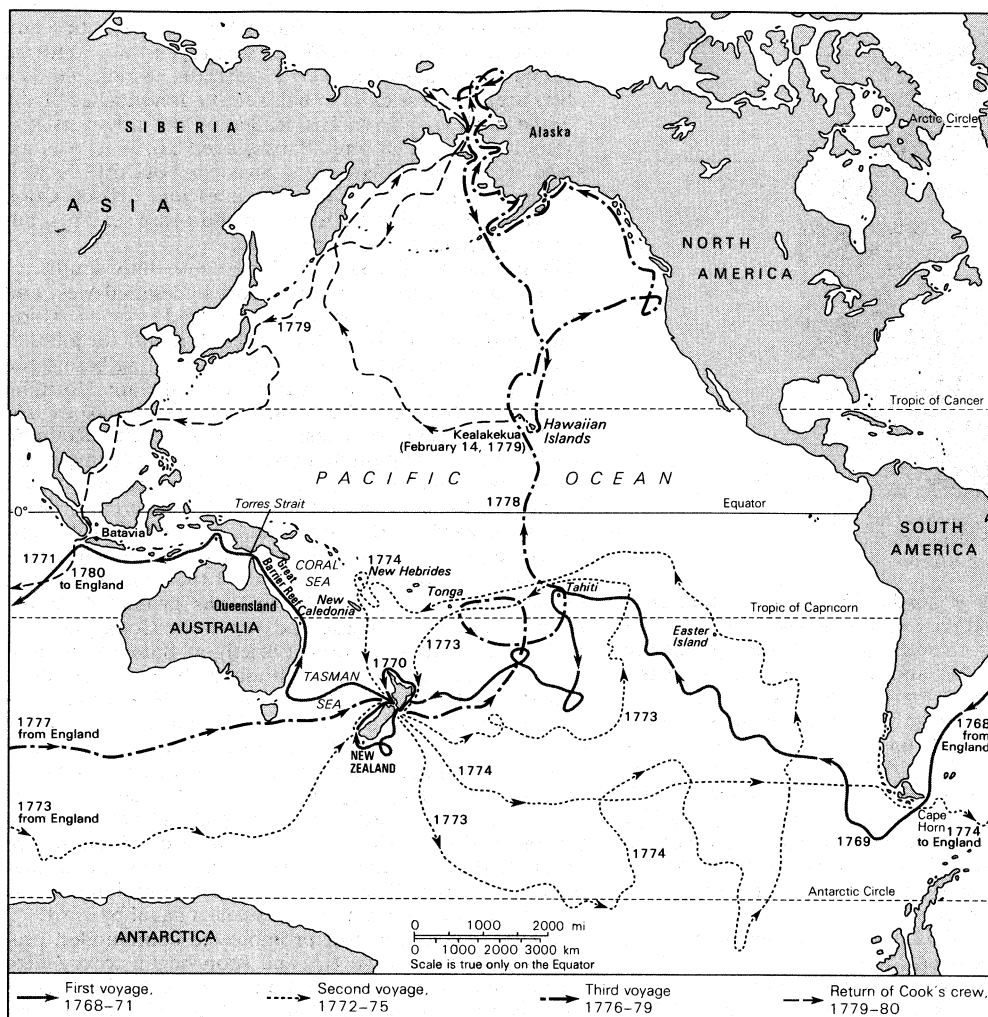 SIBERIA
Alaska
Arctic Circle
ASIA
NORTH
AMERICA
1779
Tropic of Cancer
Kealakekua
(February 14, 1779)
Hawaiian
Islands
PACIFIC OCEAN
1778
Equator
0°
Torres Strait
SOUTH
AMERICA
Batavia
1771
1780
to England
CORAL
SEA
1774
New Hebrides
Great
Barrier Reef
New
Caledonia
Tonga
Tahiti
Queensland
Tropic of Capricorn
AUSTRALIA
1773
Easter
Island
1770
TASMAN
SEA
1777
from England
1773
1768
from
England
NEW
ZEALAND
1774
1773
from England
1773
1769
Cape
Horn
1774
to England
1774
Antarctic Circle
ANTARCTICA
0 1000 2000 mi
0 1000 2000 3000 km
Scale is true only on the Equator
First voyage,
1768–71
Second voyage,
1772–75
Third voyage
1776–79
Return of Cook's crew,
1779–80